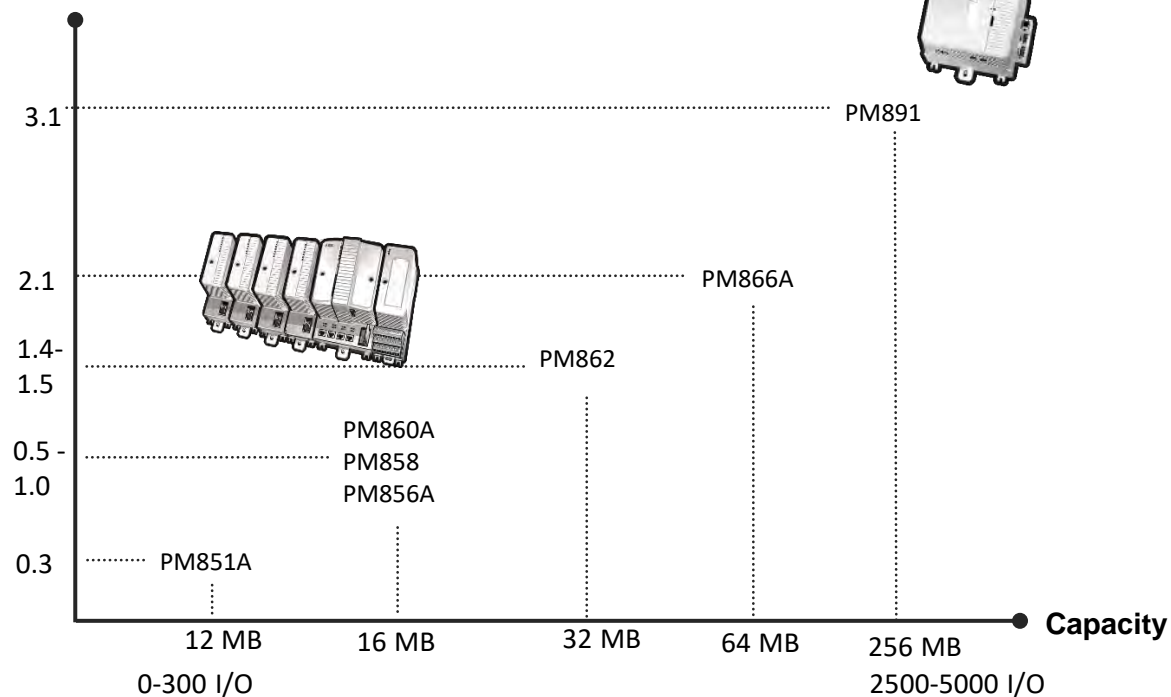 3.1
PM891
2.1
PM866A
1.4-
1.5
PM862
PM860A
0.5 -
PM858
1.0
PM856A
0.3
PM851A
Capacity
12 MB
16 MB
32 MB
64 MB
256 MB
0-300 I/O
2500-5000 I/O